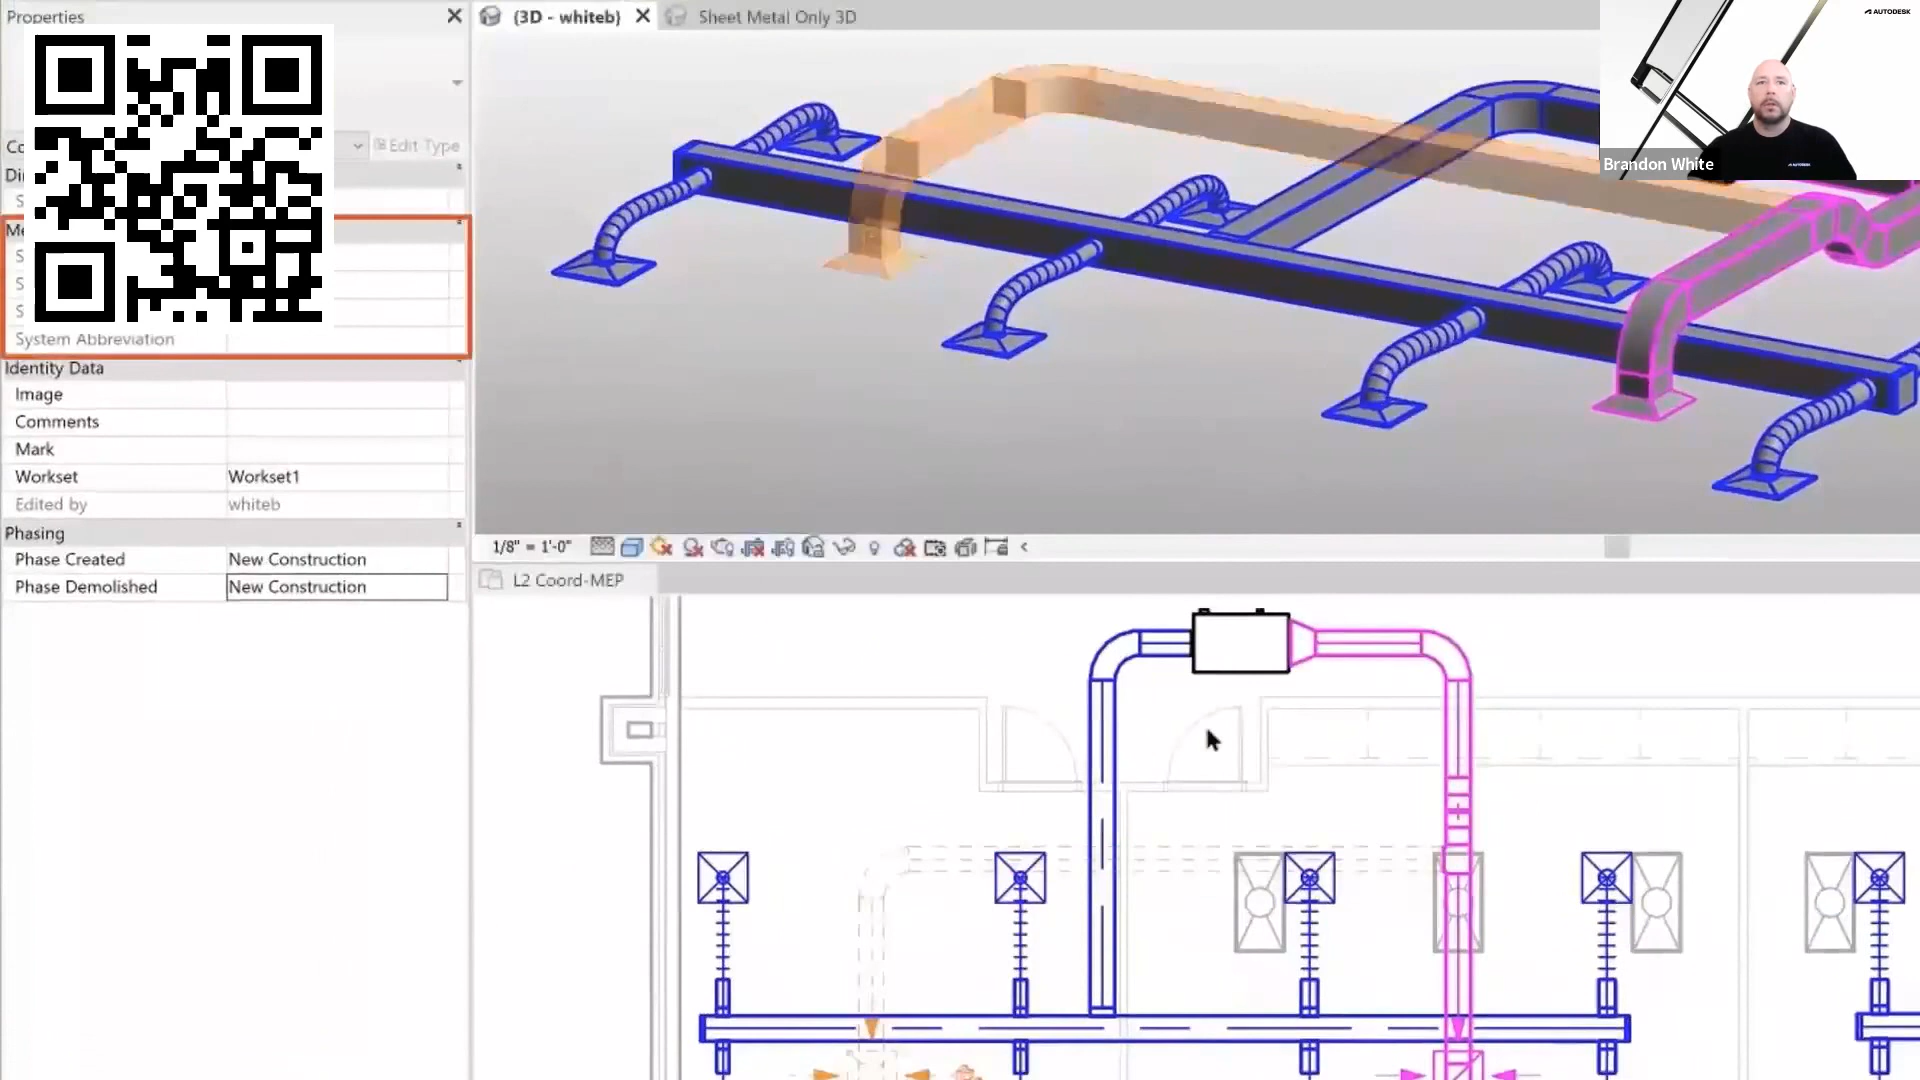 Properties
(3D - whiteb)
Sheet Metal Only 3D
AUTODESK
Brandon White
Edit Type
System Abbreviation
Identity Data
Image
Comments
Mark
Workset Workset1
Edited by whiteb
Phasing
Phase Created New Construction
Phase Demolished New Construction
1/8" = 1'-0"
L2 Coord-MEP